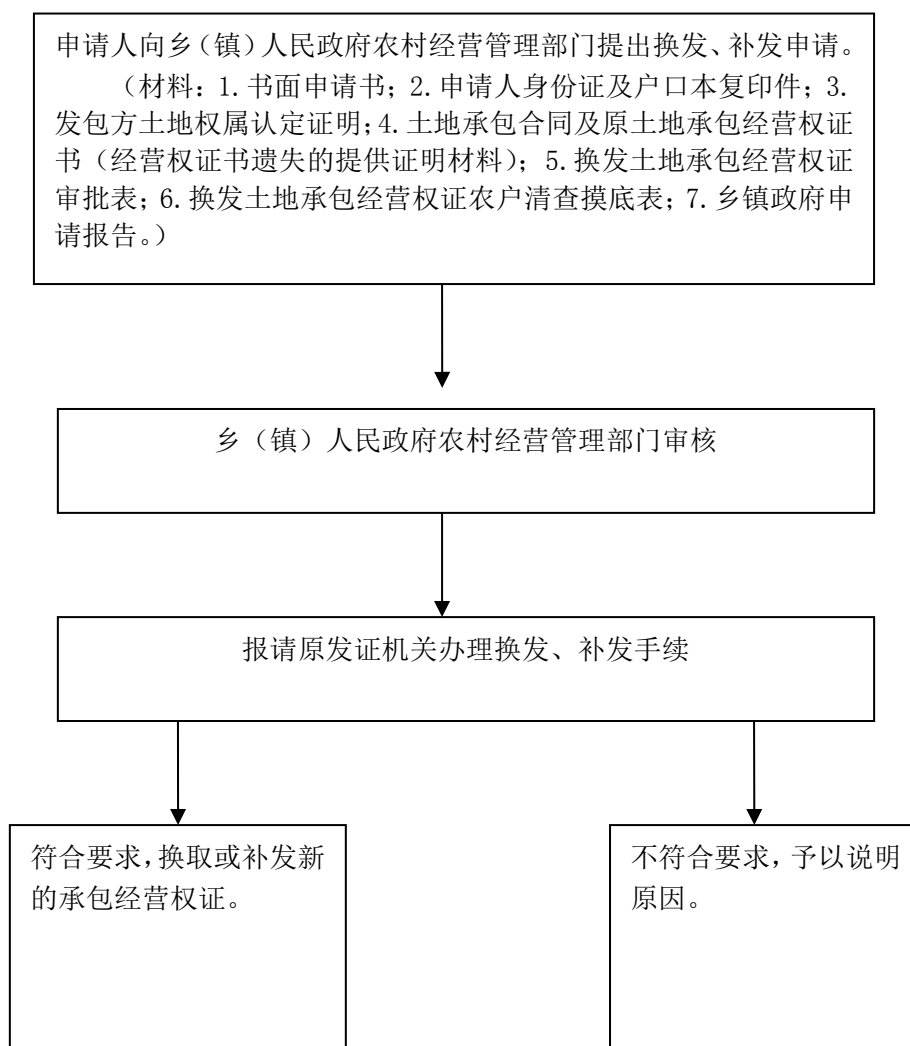 申请人向乡（镇）人民政府农村经营管理部门提出换发、补发申请。
（材料：1.书面申请书；2.申请人身份证及户口本复印件；3.
发包方土地权属认定证明；4.土地承包合同及原土地承包经营权证
书（经营权证书遗失的提供证明材料）；5.换发土地承包经营权证
审批表；6.换发土地承包经营权证农户清查摸底表；7.乡镇政府申
请报告。）
乡（镇）人民政府农村经营管理部门审核
报请原发证机关办理换发、补发手续
符合要求，换取或补发新
的承包经营权证。
不符合要求，予以说明
原因。